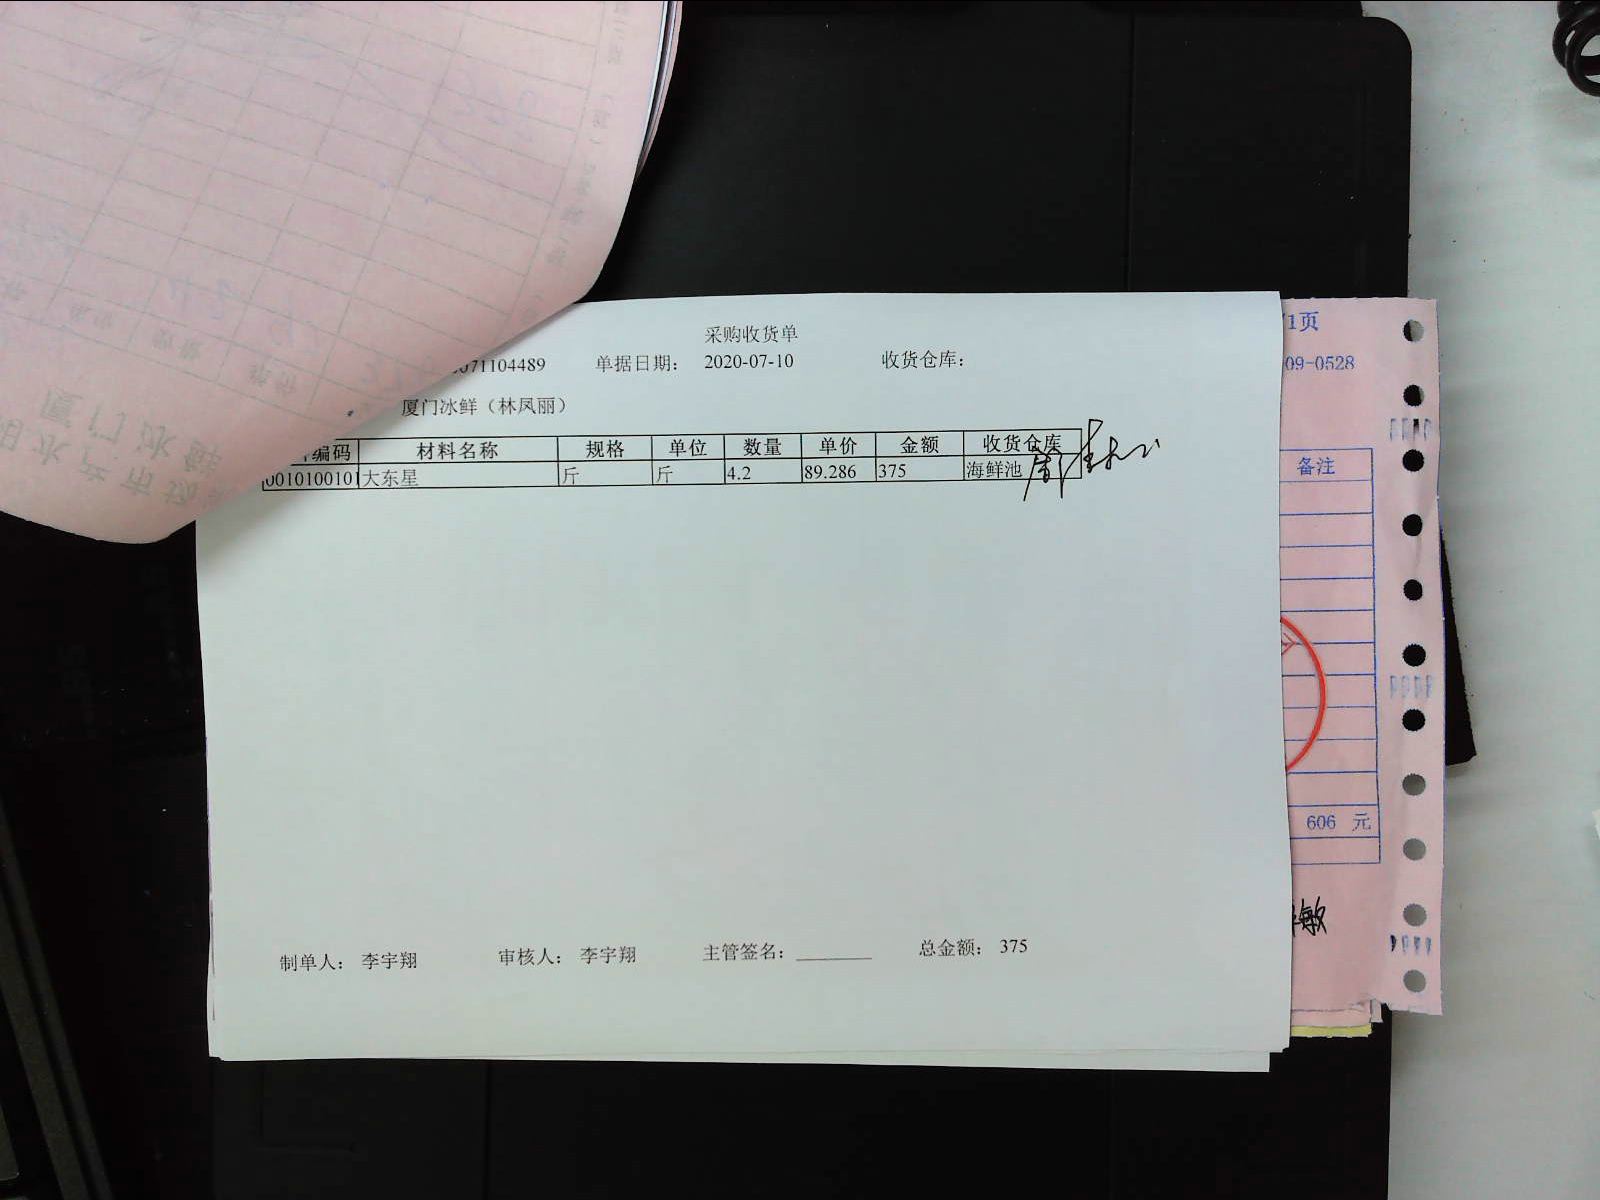 采购收货单
071104489 单据日期： 2020-07-10 收货仓库：
厦门冰鲜（林凤丽）
编码 材料名称 规格 单位 数量 单价 金额 收货仓库
001010010 大东星 斤 斤 4.2 89.286 375 海鲜池
制单人： 李宇翔 审核人： 李宇翔 主管签名： 总金额： 375
1页
09-0528
备注
606 元
敏